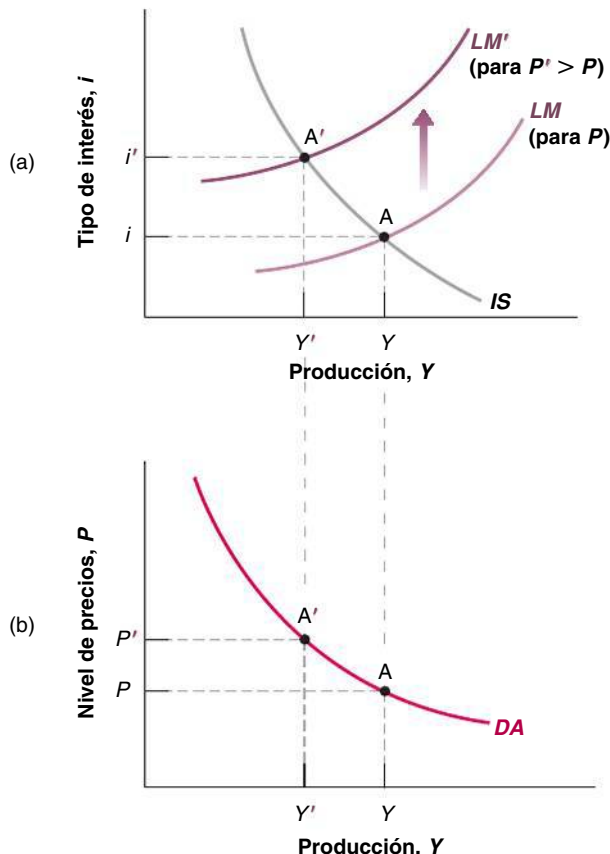 LM′
(para P′ > P)
LM
(para P)
(a)
Tipo de interés, i
i′
A′
i
A
IS
Y′
Y
Producción, Y
(b)
Nivel de precios, P
P′
A′
P
A
DA
Y′
Y
Producción, Y